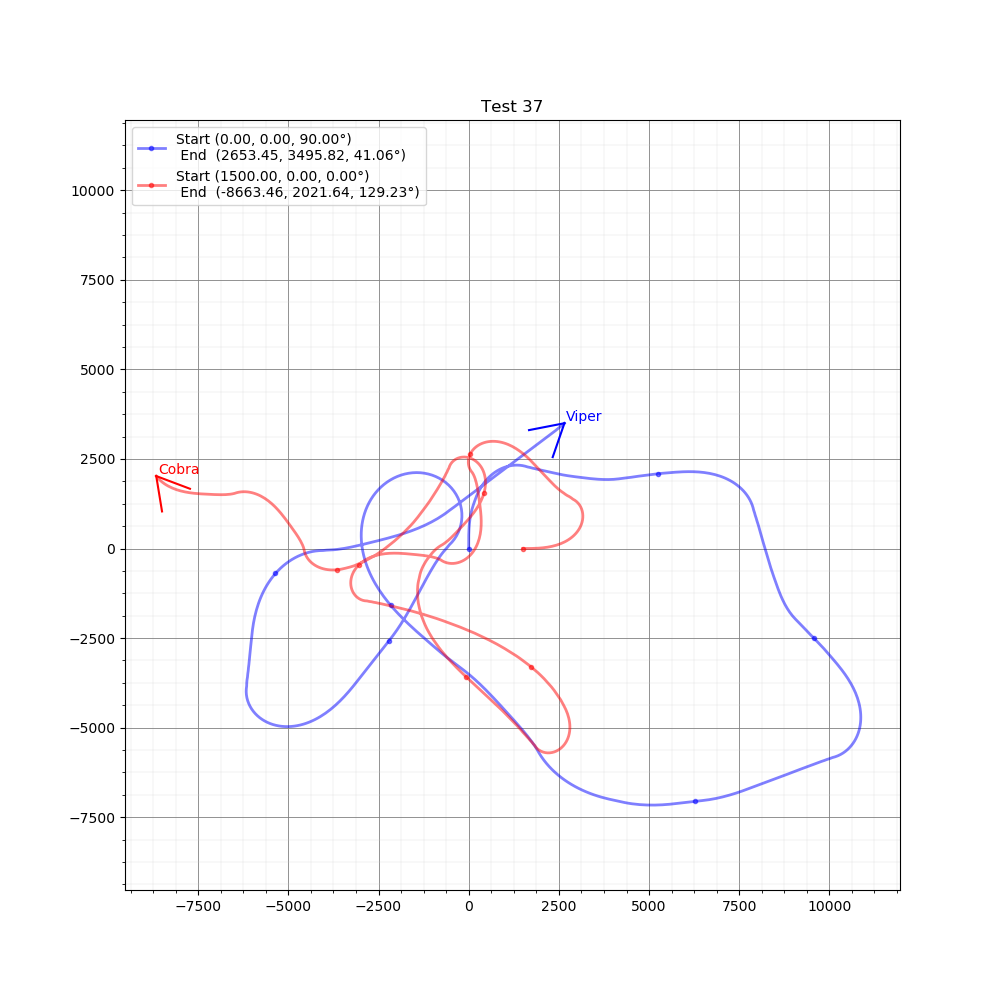 Test 37
Start (0.00, 0.00, 90.00°)
End (2653.45, 3495.82, 41.06°)
Start (1500.00, 0.00, 0.00°)
End (-8663.46, 2021.64, 129.23°)
10000
7500
5000
2500
0
−2500
−5000
−7500
Viper
Cobra
−7500 −5000 −2500 0 2500 5000 7500 10000